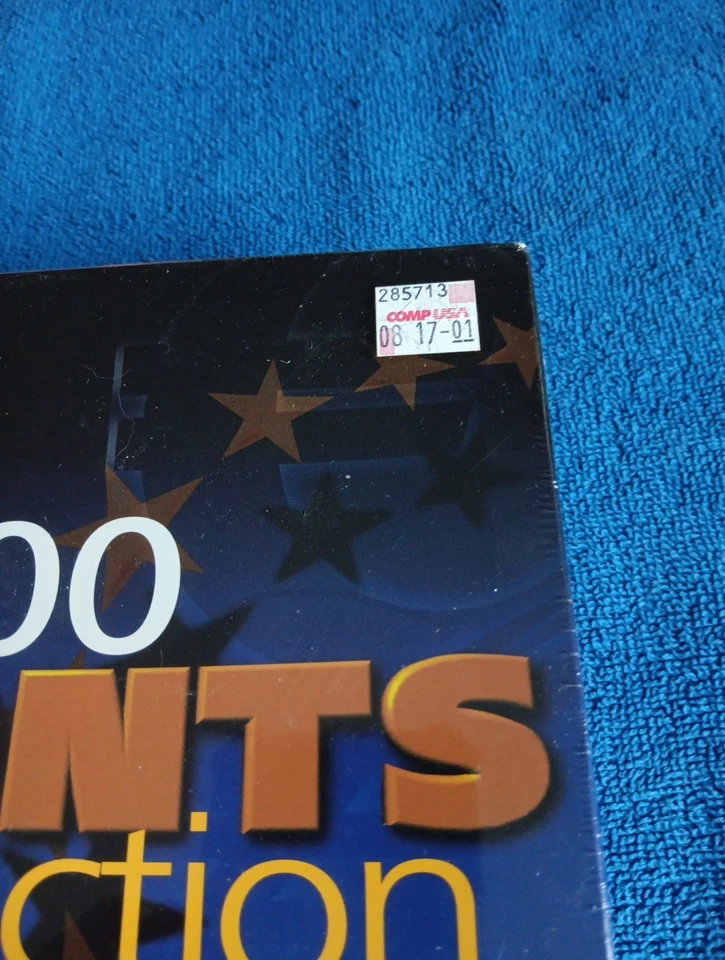 285713
COMP USA
08 17-01
00
NTS
ction